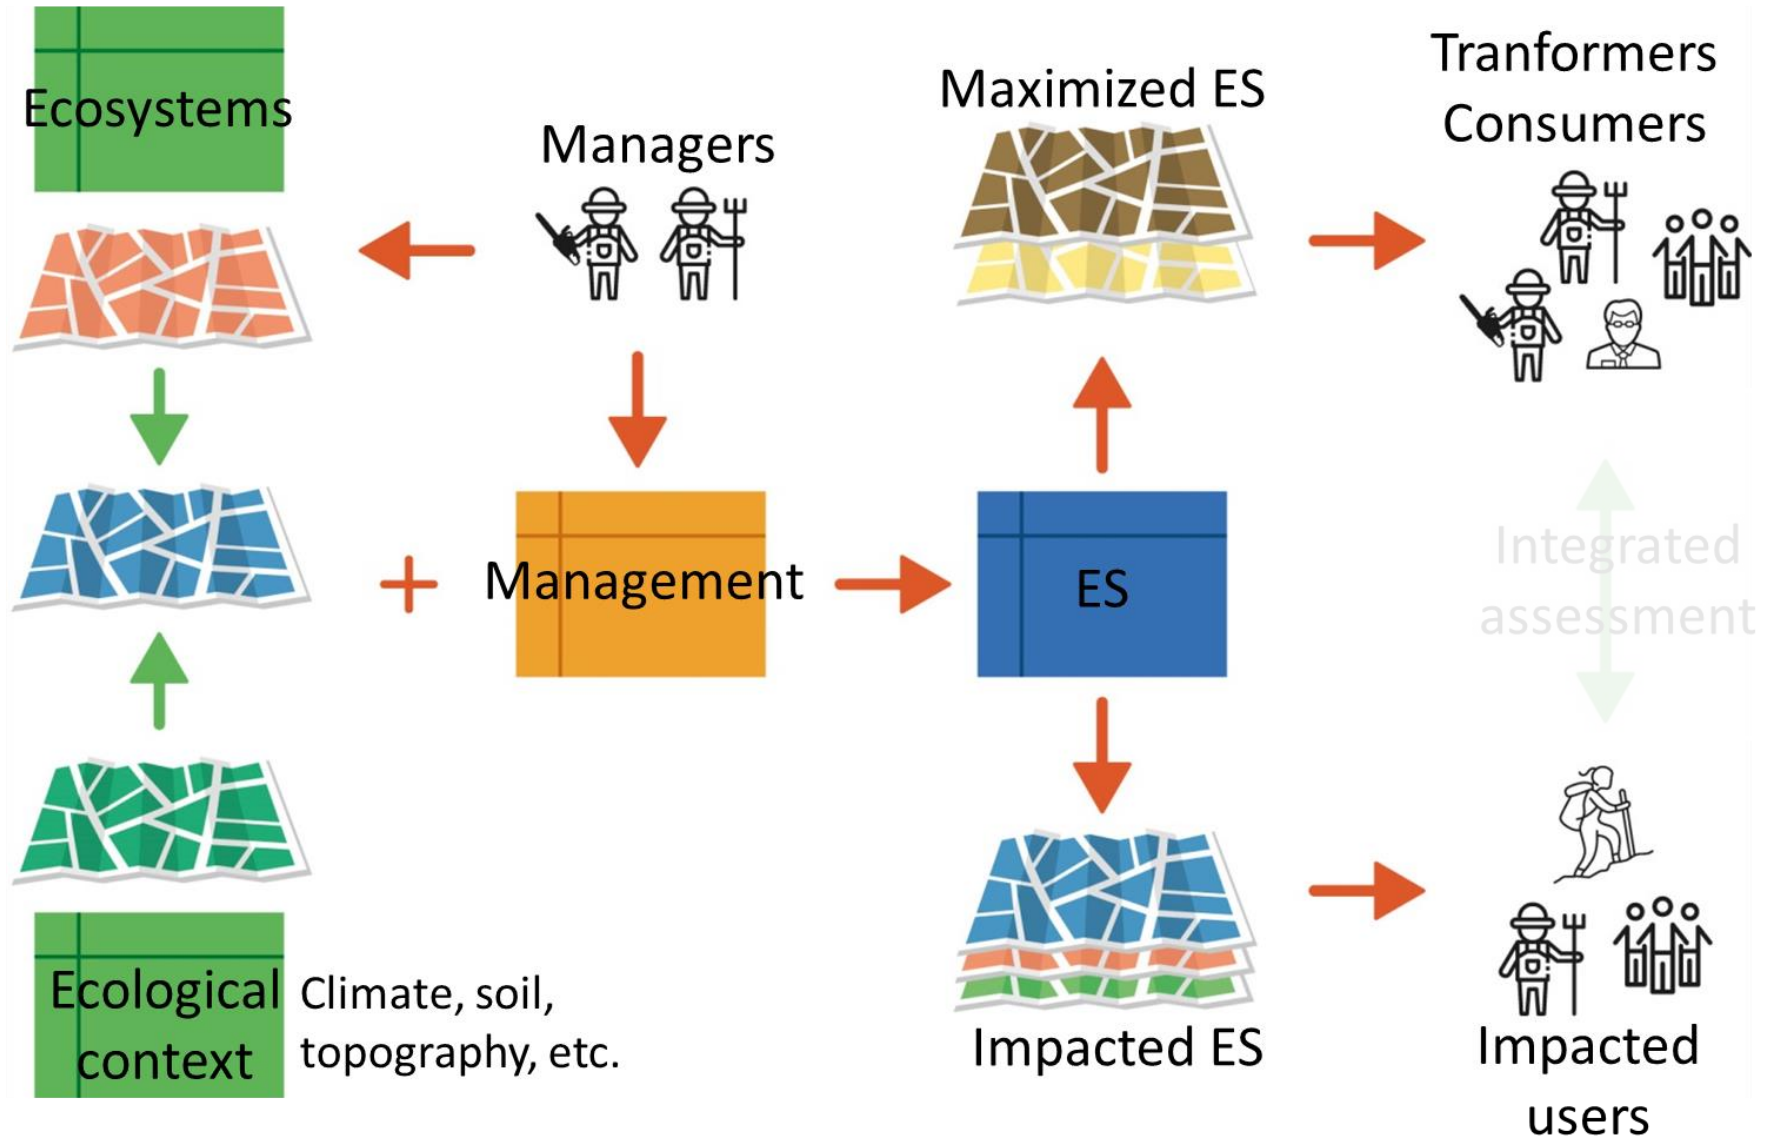 Ecosystems
Managers
Maximized ES
Tranformers
Consumers
Management
ES
Integrated
assessment
Ecological
context
Climate, soil,
topography, etc.
Impacted ES
Impacted
users